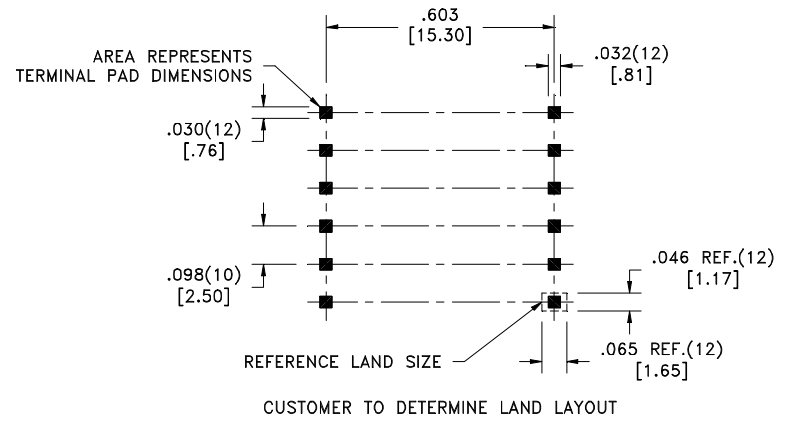 .603
[15.30]
AREA REPRESENTS
TERMINAL PAD DIMENSIONS
.032(12)
[.81]
.030(12)
[.76]
.098(10)
[2.50]
.046 REF.(12)
[1.17]
REFERENCE LAND SIZE
.065 REF.(12)
[1.65]
CUSTOMER TO DETERMINE LAND LAYOUT